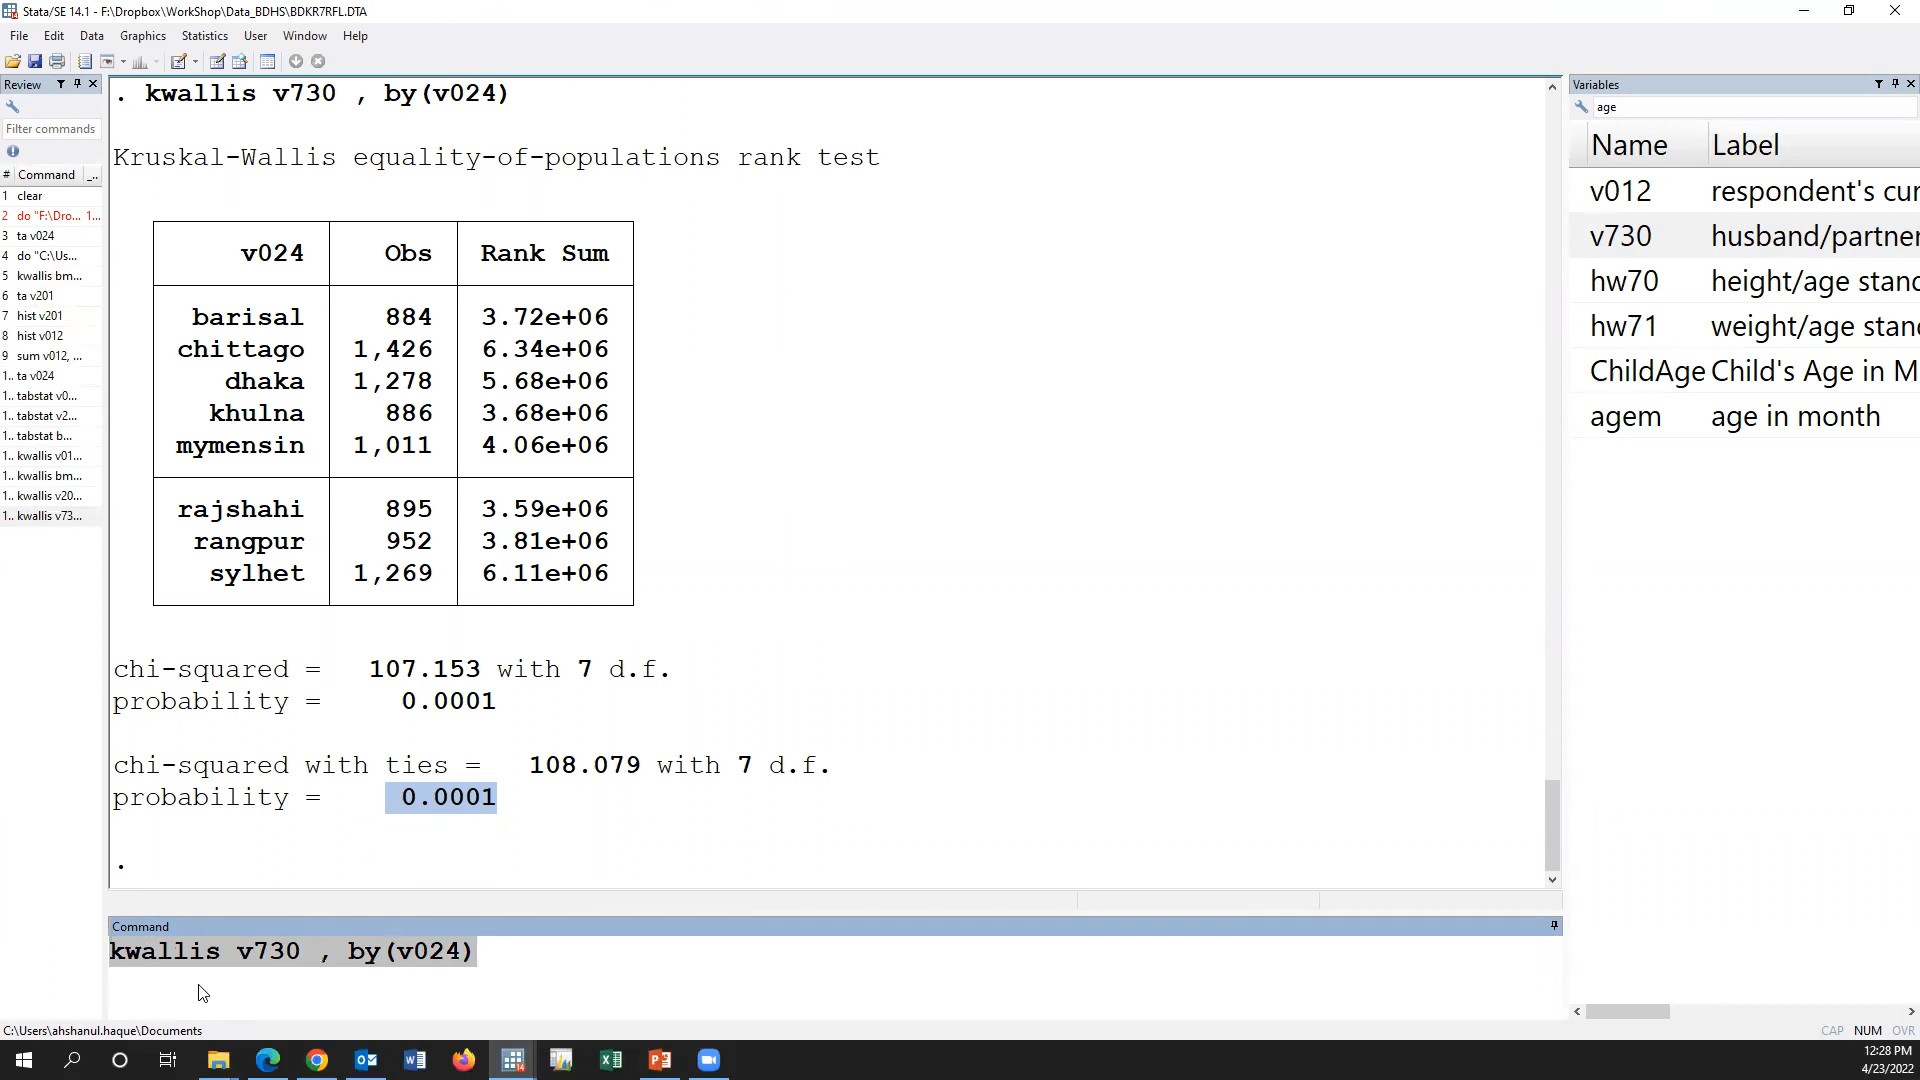 Stata/SE 14.1 - F:\Dropbox\WorkShop\Data_BDHS\BDKR7RFL.DTA
File Edit Data Graphics Statistics User Window Help
Review
Filter commands
# Command _..
1 clear
2 do "F:\Dro... 1...
3 ta v024
4 do "C:\Us...
5 kwallis bm...
6 ta v201
7 hist v201
8 hist v012
9 sum v012, ...
1.. ta v024
1.. tabstat v0...
1.. tabstat v2...
1.. tabstat b...
1.. kwallis v01...
1.. kwallis bm...
1.. kwallis v20...
1.. kwallis v73...
. kwallis v730 , by(v024)
Kruskal-Wallis equality-of-populations rank test
v024 Obs Rank Sum
barisal 884 3.72e+06
chittago 1,426 6.34e+06
dhaka 1,278 5.68e+06
khulna 886 3.68e+06
mymensin 1,011 4.06e+06
rajshahi 895 3.59e+06
rangpur 952 3.81e+06
sylhet 1,269 6.11e+06
chi-squared = 107.153 with 7 d.f.
probability = 0.0001
chi-squared with ties = 108.079 with 7 d.f.
probability = 0.0001
.
Command
kwallis v730 , by(v024)
Variables
age
Name Label
v012 respondent's cur
v730 husband/partner
hw70 height/age stand
hw71 weight/age stand
ChildAge Child's Age in M
agem age in month
C:\Users\ahshanul.haque\Documents
CAP NUM OVR
12:28 PM
4/23/2022